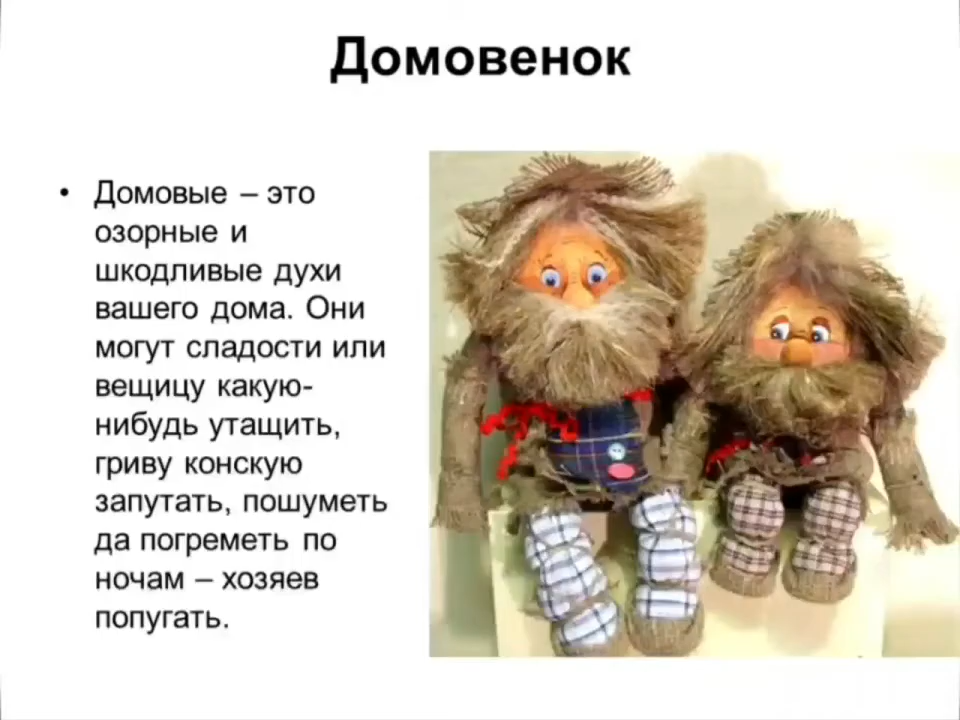 Домовенок
• Домовые – это
озорные и
шкодливые духи
вашего дома. Они
могут сладости или
вещицу какую-
нибудь утащить,
гриву конскую
запутать, пошуметь
да погреметь по
ночам – хозяев
попугать.